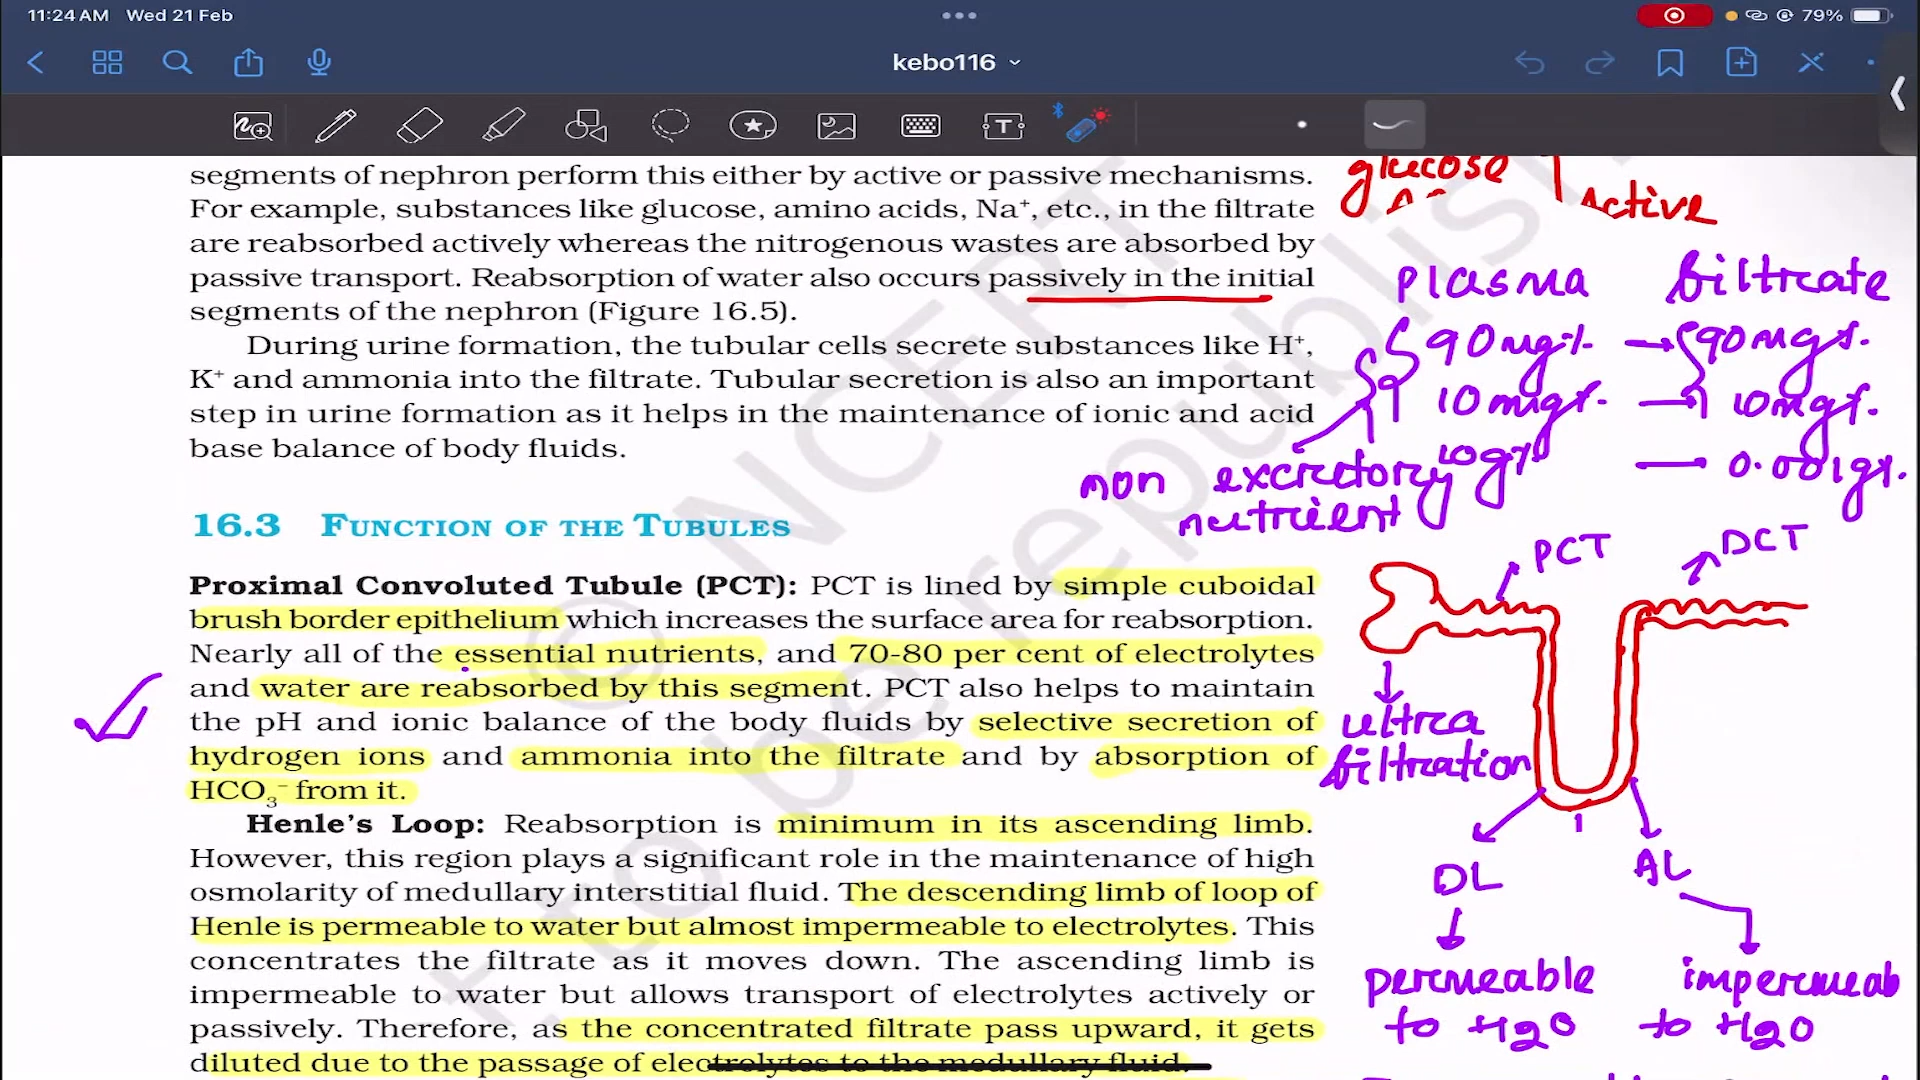 11:24 AM Wed 21 Feb
79%
kebo116
T
segments of nephron perform this either by active or passive mechanisms.
For example, substances like glucose, amino acids, Na⁺, etc., in the filtrate
are reabsorbed actively whereas the nitrogenous wastes are absorbed by
passive transport. Reabsorption of water also occurs passively in the initial
segments of the nephron (Figure 16.5).
During urine formation, the tubular cells secrete substances like H⁺,
K⁺ and ammonia into the filtrate. Tubular secretion is also an important
step in urine formation as it helps in the maintenance of ionic and acid
base balance of body fluids.
16.3 FUNCTION OF THE TUBULES
Proximal Convoluted Tubule (PCT): PCT is lined by simple cuboidal
brush border epithelium which increases the surface area for reabsorption.
Nearly all of the essential nutrients, and 70-80 per cent of electrolytes
and water are reabsorbed by this segment. PCT also helps to maintain
the pH and ionic balance of the body fluids by selective secretion of
hydrogen ions and ammonia into the filtrate and by absorption of
HCO₃⁻ from it.
Henle's Loop: Reabsorption is minimum in its ascending limb.
However, this region plays a significant role in the maintenance of high
osmolarity of medullary interstitial fluid. The descending limb of loop of
Henle is permeable to water but almost impermeable to electrolytes. This
concentrates the filtrate as it moves down. The ascending limb is
impermeable to water but allows transport of electrolytes actively or
passively. Therefore, as the concentrated filtrate pass upward, it gets
diluted due to the passage of electrolytes to the medullary fluid.
© NCERT
be republis
glucose
Active
plasma filtrate
90mg% → 90mg%.
10mg%. → 10mg%.
10g% — 0.001g%.
non excretory
nutrient
PCT
DCT
ultra
filtration
DL
AL
permeable
to H2O
impermeab
to H2O